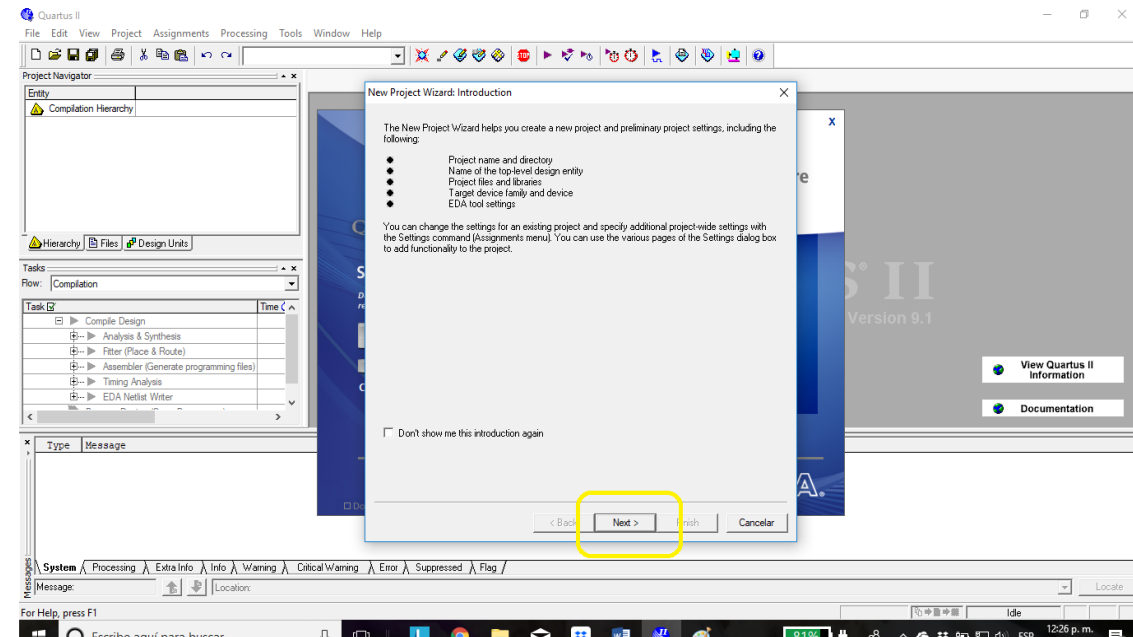 Quartus II
File Edit View Project Assignments Processing Tools Window Help
Project Navigator
Entity
Compilation Hierarchy
Hierarchy Files Design Units
Tasks
Flow: Compilation
Task Time
Compile Design
Analysis & Synthesis
Fitter (Place & Route)
Assembler (Generate programming files)
Timing Analysis
EDA Netlist Writer
New Project Wizard: Introduction
The New Project Wizard helps you create a new project and preliminary project settings, including the
following:
Project name and directory
Name of the top-level design entity
Project files and libraries
Target device family and device
EDA tool settings
You can change the settings for an existing project and specify additional project-wide settings with
the Settings command (Assignments menu). You can use the various pages of the Settings dialog box
to add functionality to the project.
Don't show me this introduction again
< Back Next > Finish Cancelar
II
Version 9.1
View Quartus II
Information
Documentation
Type Message
System Processing Extra Info Info Warning Critical Warning Error Suppressed Flag
Messages
Message: Location: Locate
For Help, press F1 Idle
Escribe aquí para buscar 81% ESP 12:26 p. m.